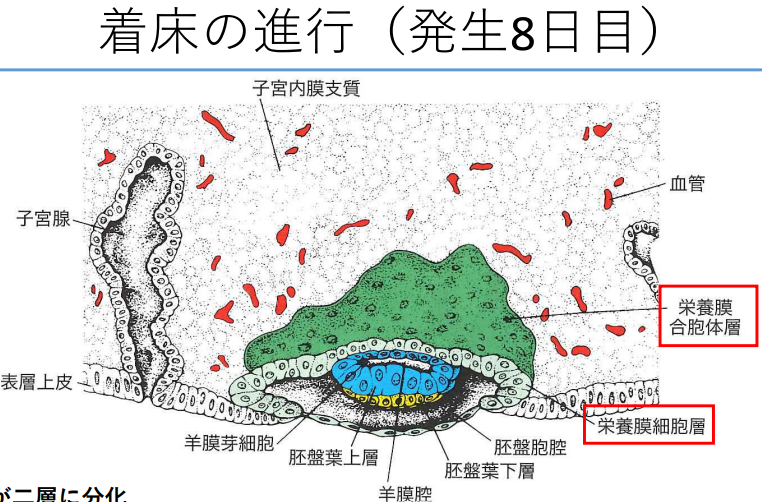 着床の進行（発生8日目）
子宮内膜支質
血管
子宮腺
栄養膜
合胞体層
表層上皮
栄養膜細胞層
羊膜芽細胞
胚盤胞腔
胚盤葉上層
胚盤葉下層
羊膜腔
が二層に分化